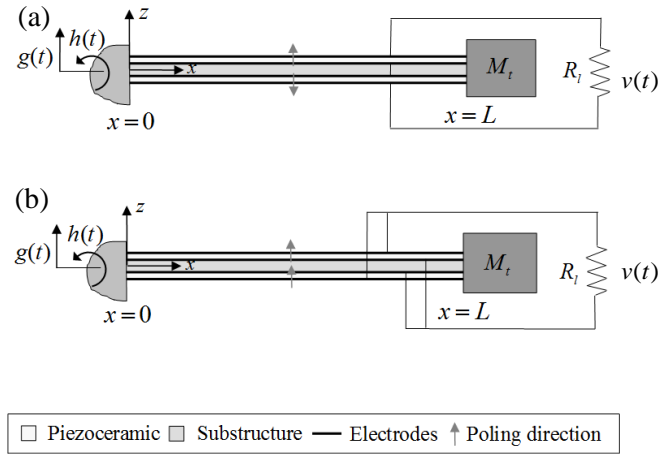 (a)
z
h(t)
g(t)
x
M_t
R_l
v(t)
x = 0
x = L
(b)
z
h(t)
g(t)
x
M_t
R_l
v(t)
x = 0
x = L
Piezoceramic Substructure Electrodes Poling direction